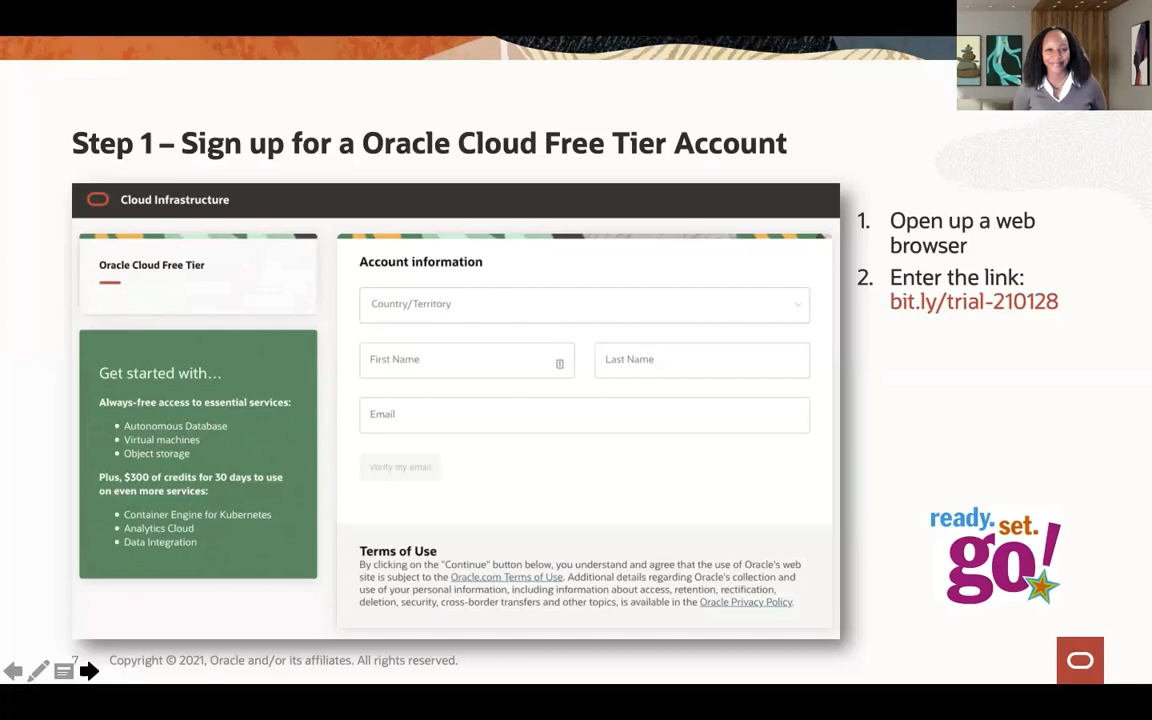 Step 1 – Sign up for a Oracle Cloud Free Tier Account
Cloud Infrastructure
Oracle Cloud Free Tier
Get started with...
Always-free access to essential services:
• Autonomous Database
• Virtual machines
• Object storage
Plus, $300 of credits for 30 days to use
on even more services:
• Container Engine for Kubernetes
• Analytics Cloud
• Data Integration
Account information
Country/Territory
First Name
Last Name
Email
Verify my email
Terms of Use
By clicking on the "Continue" button below, you understand and agree that the use of Oracle's web
site is subject to the Oracle.com Terms of Use. Additional details regarding Oracle's collection and
use of your personal information, including information about access, retention, rectification,
deletion, security, cross-border transfers and other topics, is available in the Oracle Privacy Policy.
1. Open up a web
browser
2. Enter the link:
bit.ly/trial-210128
ready. set.
go!
7
Copyright © 2021, Oracle and/or its affiliates. All rights reserved.